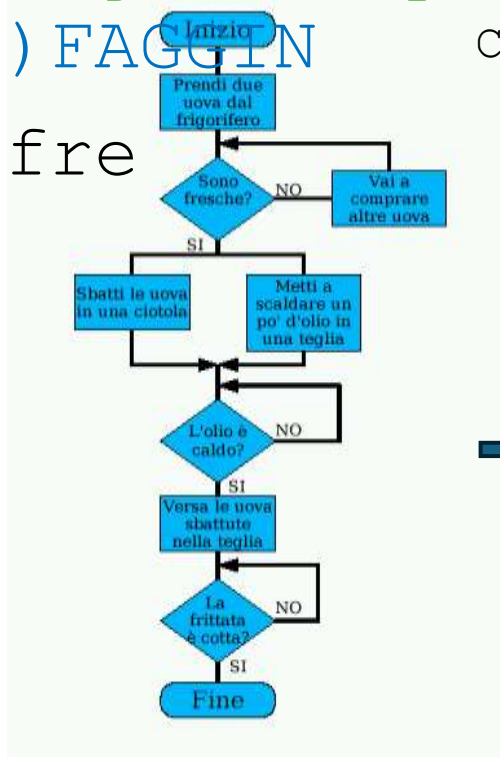 Inizio
) FAGGIN
c
Prendi due
uova dal
frigorifero
fre
Sono
fresche?
NO
Vai a
comprare
altre uova
SI
Sbatti le uova
in una ciotola
Metti a
scaldare un
po' d'olio in
una teglia
L'olio è
caldo?
NO
SI
Versa le uova
sbattute
nella teglia
La
frittata
è cotta?
NO
SI
Fine